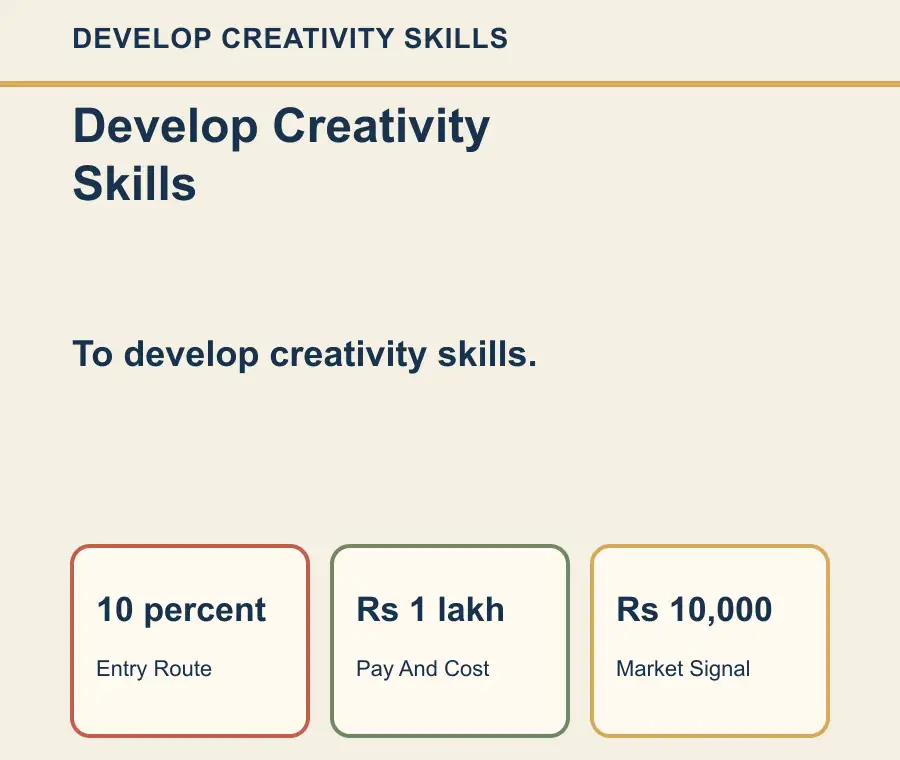 DEVELOP CREATIVITY SKILLS
Develop Creativity
Skills
To develop creativity skills.
10 percent
Entry Route
Rs 1 lakh
Pay And Cost
Rs 10,000
Market Signal